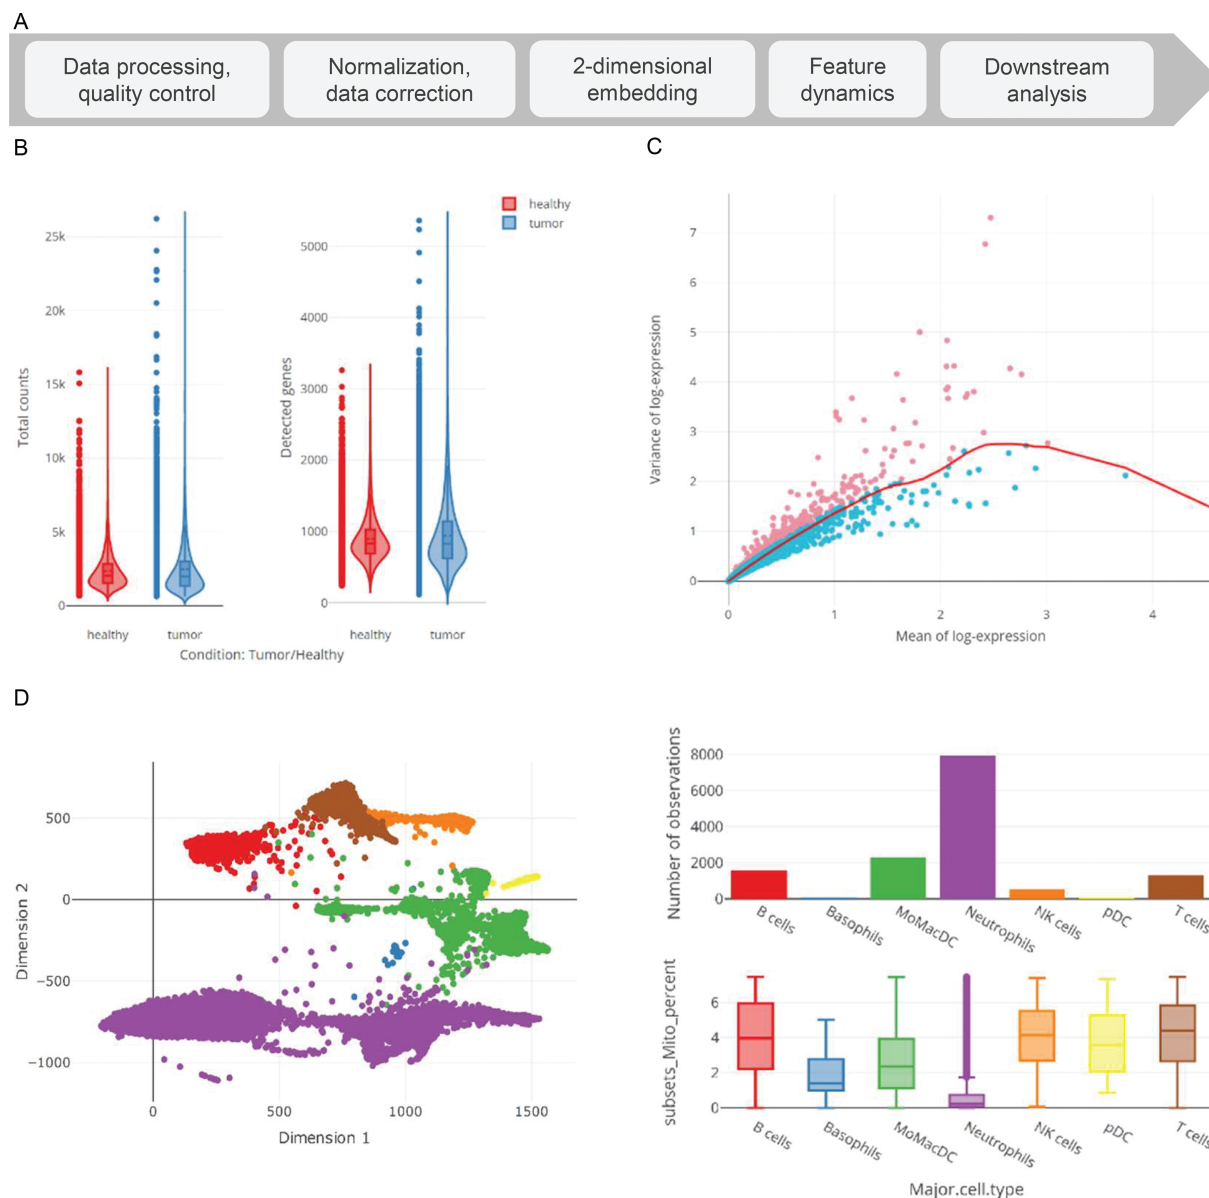 A
Data processing,
quality control
Normalization,
data correction
2-dimensional
embedding
Feature
dynamics
Downstream
analysis
B
healthy
tumor
Total counts
25k
20k
15k
10k
5k
0
healthy
tumor
Detected genes
5000
4000
3000
2000
1000
0
healthy
tumor
Condition: Tumor/Healthy
C
Variance of log-expression
7
6
5
4
3
2
1
0
0
1
2
3
4
Mean of log-expression
D
Dimension 2
500
0
−500
−1000
0
500
1000
1500
Dimension 1
Number of observations
8000
6000
4000
2000
0
B cells
Basophils
MoMacDC
Neutrophils
NK cells
pDC
T cells
subsets_Mito_percent
6
4
2
0
B cells
Basophils
MoMacDC
Neutrophils
NK cells
pDC
T cells
Major.cell.type